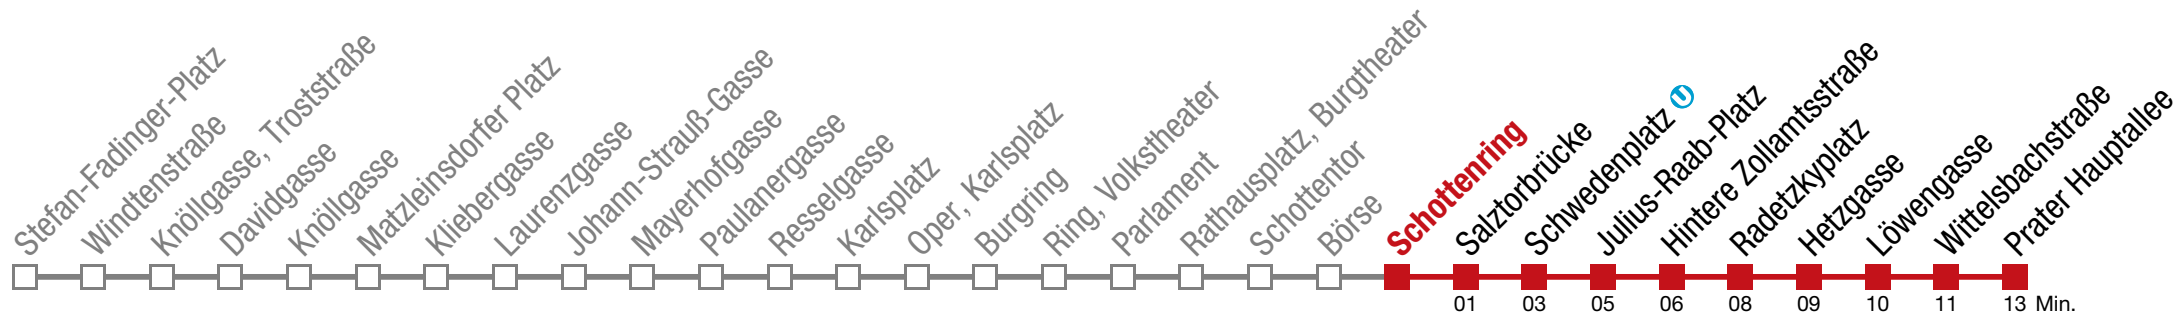 Stefan-Fadinger-Platz
Windtenstraße
Knöllgasse, Troststraße
Davidgasse
Knöllgasse
Matzleinsdorfer Platz
Kliebergasse
Laurenzgasse
Johann-Strauß-Gasse
Mayerhofgasse
Paulanergasse
Resselgasse
Karlsplatz
Oper, Karlsplatz
Burgring
Ring, Volkstheater
Parlament
Rathausplatz, Burgtheater
Schottentor
Börse
Schottenring
Salztorbrücke
Schwedenplatz U
Julius-Raab-Platz
Hintere Zollamtsstraße
Radetzkyplatz
Hetzgasse
Löwengasse
Wittelsbachstraße
Prater Hauptallee
01 03 05 06 08 09 10 11 13 Min.